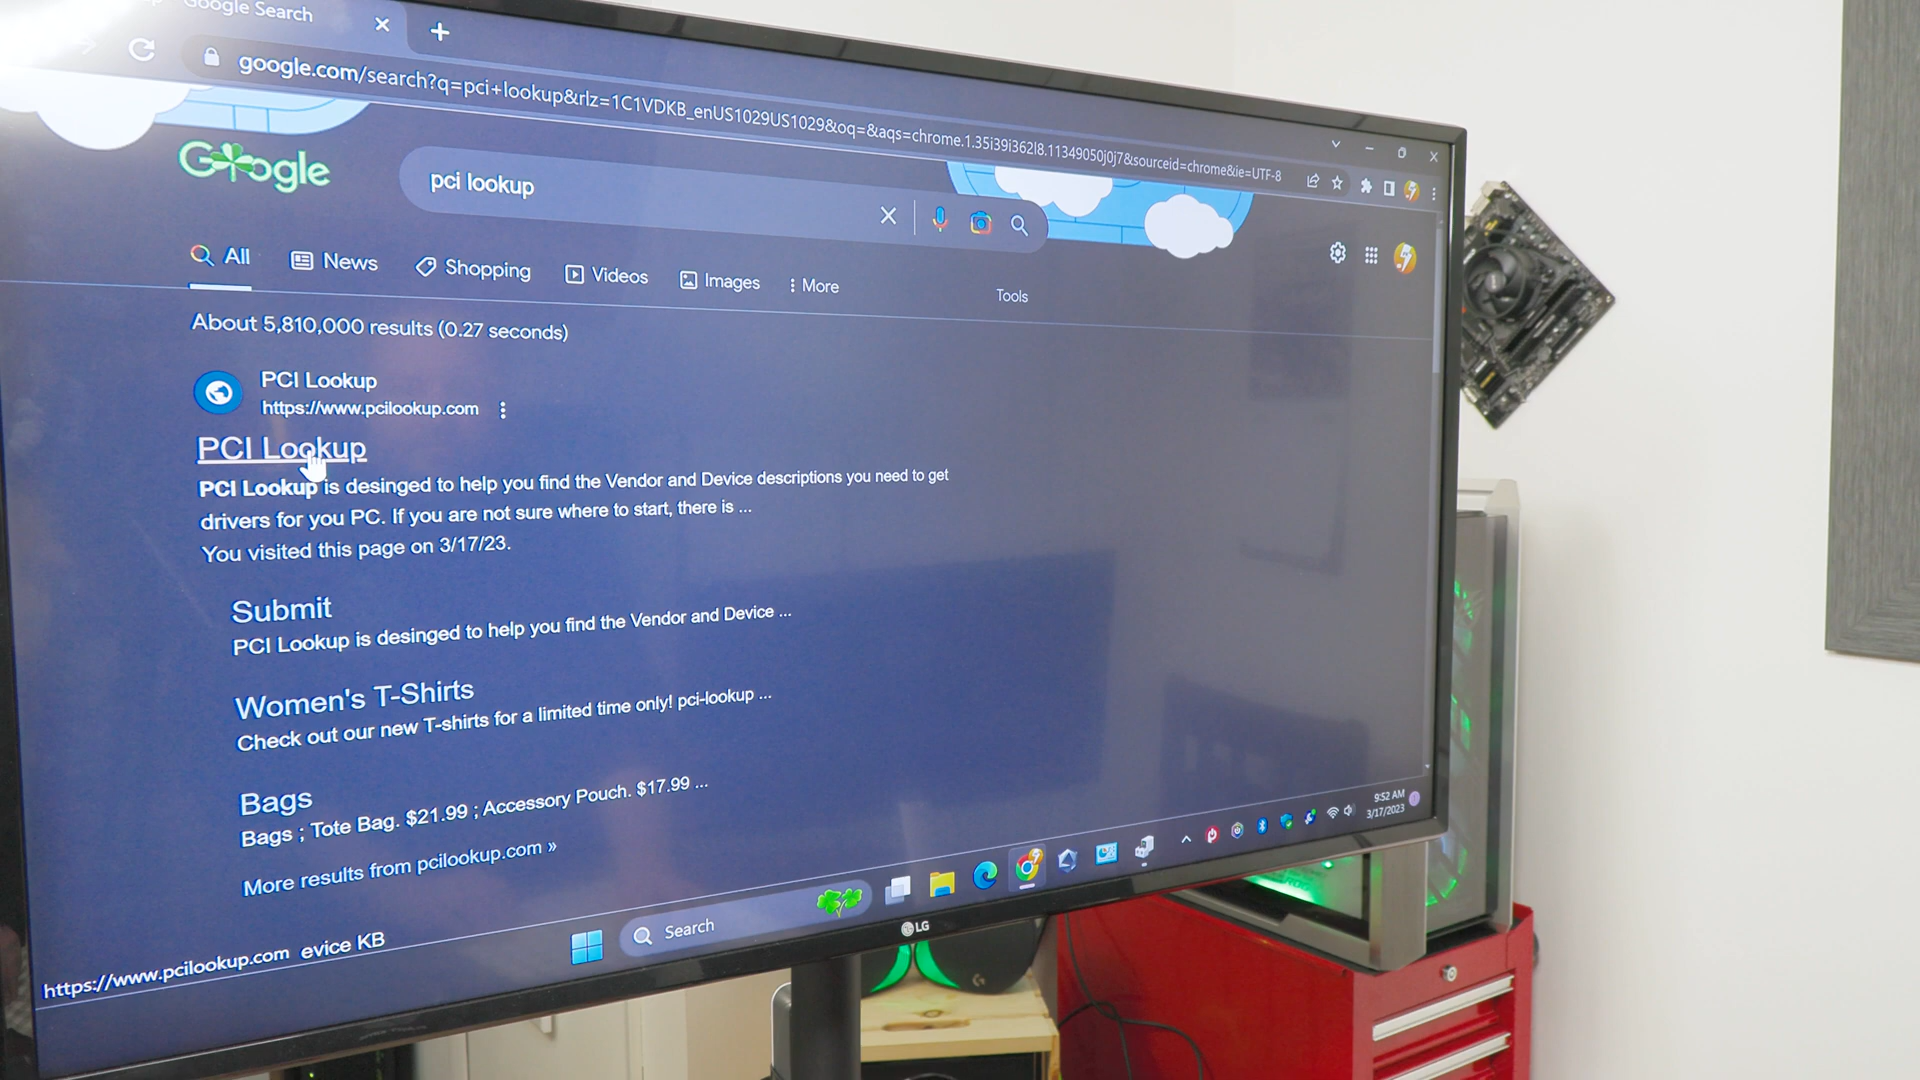 Google Search
google.com/search?q=pci+lookup&rlz=1C1VDKB_enUS1029US1029&oq=&aqs=chrome.1.35i39i362l8.11349050j0j7&sourceid=chrome&ie=UTF-8
Google
pci lookup
All News Shopping Videos Images More Tools
About 5,810,000 results (0.27 seconds)
PCI Lookup
https://www.pcilookup.com
PCI Lookup
PCI Lookup is desinged to help you find the Vendor and Device descriptions you need to get
drivers for you PC. If you are not sure where to start, there is ...
You visited this page on 3/17/23.
Submit
PCI Lookup is desinged to help you find the Vendor and Device ...
Women's T-Shirts
Check out our new T-shirts for a limited time only! pci-lookup ...
Bags
Bags ; Tote Bag. $21.99 ; Accessory Pouch. $17.99 ...
More results from pcilookup.com »
https://www.pcilookup.com evice KB
Search
9:52 AM
3/17/2023
LG